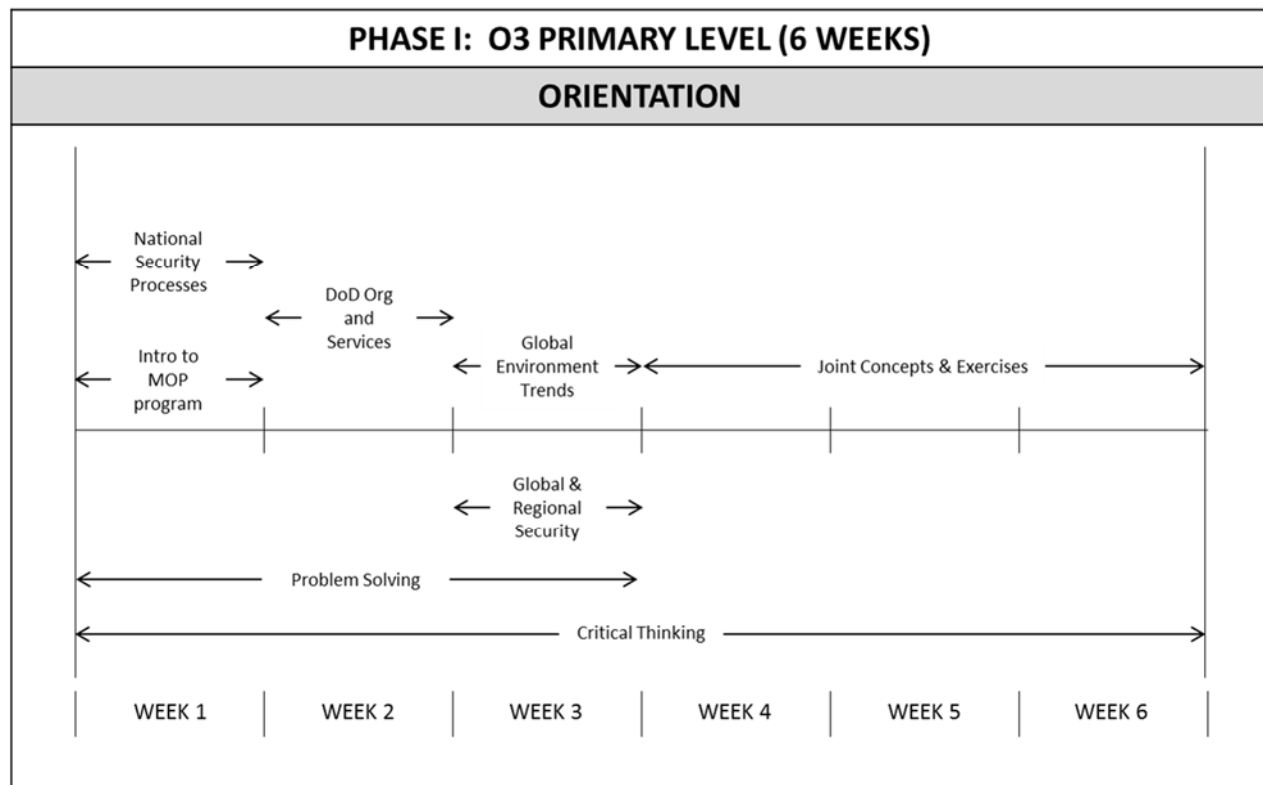 PHASE I: O3 PRIMARY LEVEL (6 WEEKS)
ORIENTATION
National
Security
Processes
DoD Org
and
Services
Intro to
MOP
program
Global
Environment
Trends
Joint Concepts & Exercises
Global &
Regional
Security
Problem Solving
Critical Thinking
WEEK 1
WEEK 2
WEEK 3
WEEK 4
WEEK 5
WEEK 6